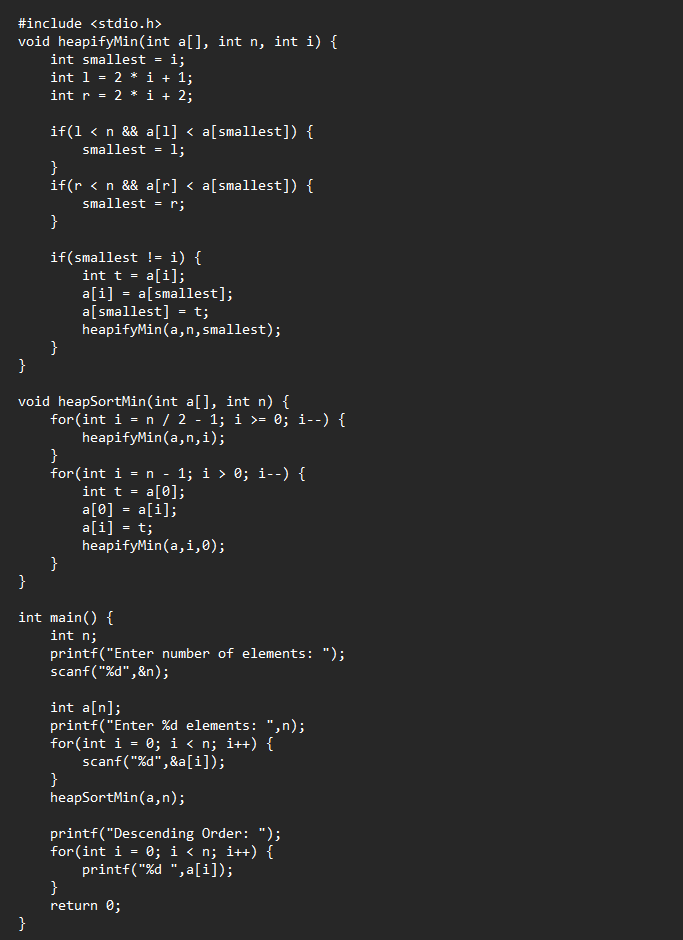 #include <stdio.h>
void heapifyMin(int a[], int n, int i) {
    int smallest = i;
    int l = 2 * i + 1;
    int r = 2 * i + 2;

    if(l < n && a[l] < a[smallest]) {
        smallest = l;
    }
    if(r < n && a[r] < a[smallest]) {
        smallest = r;
    }

    if(smallest != i) {
        int t = a[i];
        a[i] = a[smallest];
        a[smallest] = t;
        heapifyMin(a,n,smallest);
    }
}

void heapSortMin(int a[], int n) {
    for(int i = n / 2 - 1; i >= 0; i--) {
        heapifyMin(a,n,i);
    }
    for(int i = n - 1; i > 0; i--) {
        int t = a[0];
        a[0] = a[i];
        a[i] = t;
        heapifyMin(a,i,0);
    }
}

int main() {
    int n;
    printf("Enter number of elements: ");
    scanf("%d",&n);

    int a[n];
    printf("Enter %d elements: ",n);
    for(int i = 0; i < n; i++) {
        scanf("%d",&a[i]);
    }
    heapSortMin(a,n);

    printf("Descending Order: ");
    for(int i = 0; i < n; i++) {
        printf("%d ",a[i]);
    }
    return 0;
}